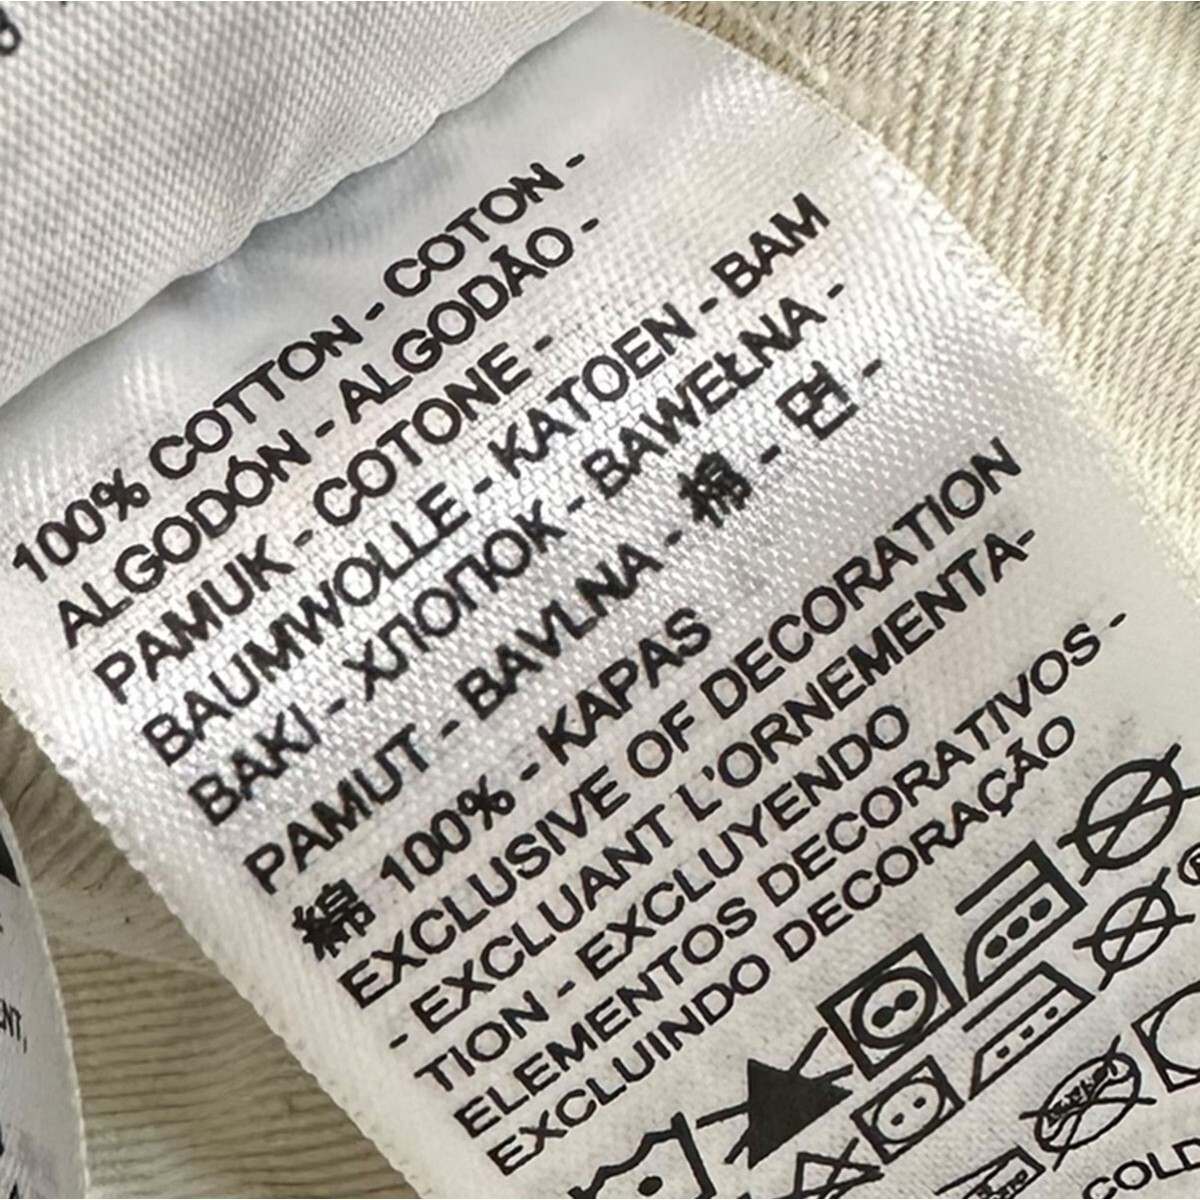 100% COTTON - COTON -
ALGODÓN - ALGODÃO -
PAMUK - COTONE -
BAUMWOLLE - KATOEN - BAM
BAKI - ХЛОПОК - BAWEŁNA -
PAMUT - BAVLNA - 棉 - 면 -
綿 100% - KAPAS
EXCLUSIVE OF DECORATION
- EXCLUANT L'ORNEMENTA-
TION - EXCLUYENDO
ELEMENTOS DECORATIVOS -
EXCLUINDO DECORAÇÃO
COLD